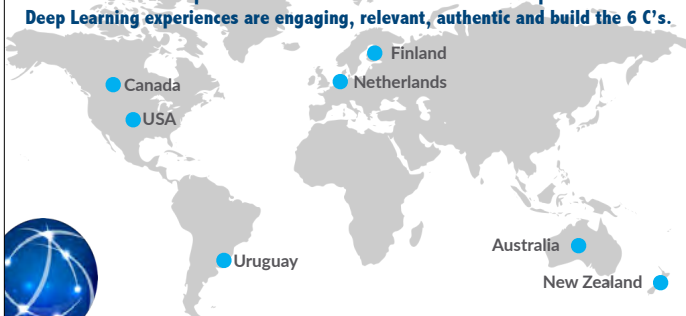 Deep Learning experiences are engaging, relevant, authentic and build the 6 C's.
Finland
Canada
Netherlands
USA
Australia
Uruguay
New Zealand